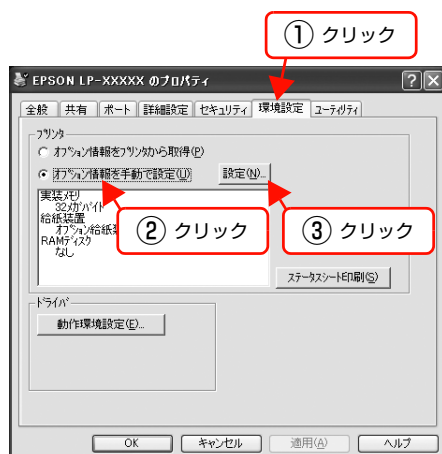 ① クリック
EPSON LP-XXXXX のプロパティ
全般 共有 ポート 詳細設定 セキュリティ 環境設定 ユーティリティ
プリンタ
オプション情報をプリンタから取得(P)
オプション情報を手動で設定(U) 設定(N)...
実装メモリ
32メガバイト
給紙装置
オプション給紙
RAMディスク
なし
② クリック ③ クリック
ステータスシート印刷(S)
ドライバ
動作環境設定(E)...
OK キャンセル 適用(A) ヘルプ